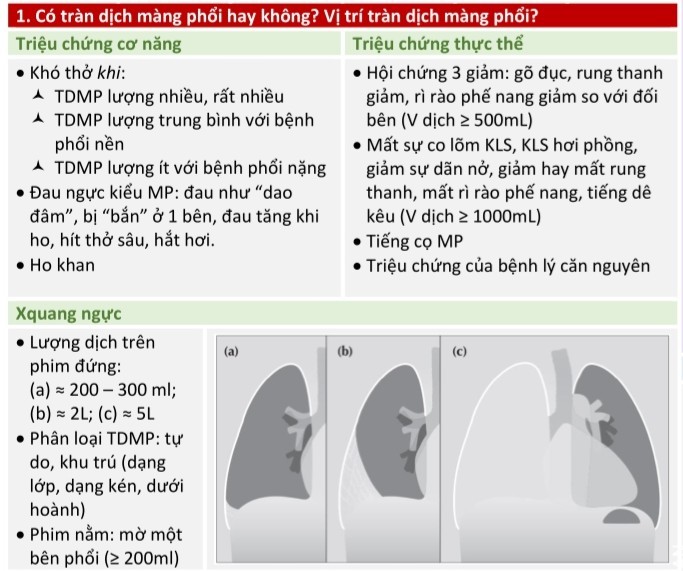 1. Có tràn dịch màng phổi hay không? Vị trí tràn dịch màng phổi?
Triệu chứng cơ năng
• Khó thở khi:
⮝ TDMP lượng nhiều, rất nhiều
⮝ TDMP lượng trung bình với bệnh
phổi nền
⮝ TDMP lượng ít với bệnh phổi nặng
• Đau ngực kiểu MP: đau như “dao
đâm”, bị “bắn” ở 1 bên, đau tăng khi
ho, hít thở sâu, hắt hơi.
• Ho khan
Triệu chứng thực thể
• Hội chứng 3 giảm: gõ đục, rung thanh
giảm, rì rào phế nang giảm so với đối
bên (V dịch ≥ 500mL)
• Mất sự co lõm KLS, KLS hơi phồng,
giảm sự dãn nở, giảm hay mất rung
thanh, mất rì rào phế nang, tiếng dê
kêu (V dịch ≥ 1000mL)
• Tiếng cọ MP
• Triệu chứng của bệnh lý căn nguyên
Xquang ngực
• Lượng dịch trên
phim đứng:
(a) ≈ 200 – 300 ml;
(b) ≈ 2L; (c) ≈ 5L
• Phân loại TDMP: tự
do, khu trú (dạng
lớp, dạng kén, dưới
hoành)
• Phim nằm: mờ một
bên phổi (≥ 200ml)
(a)
(b)
(c)